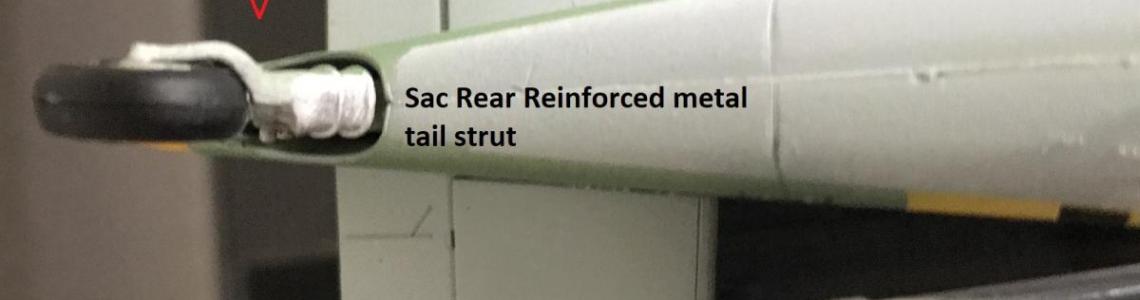 Sac Rear Reinforced metal
tail strut